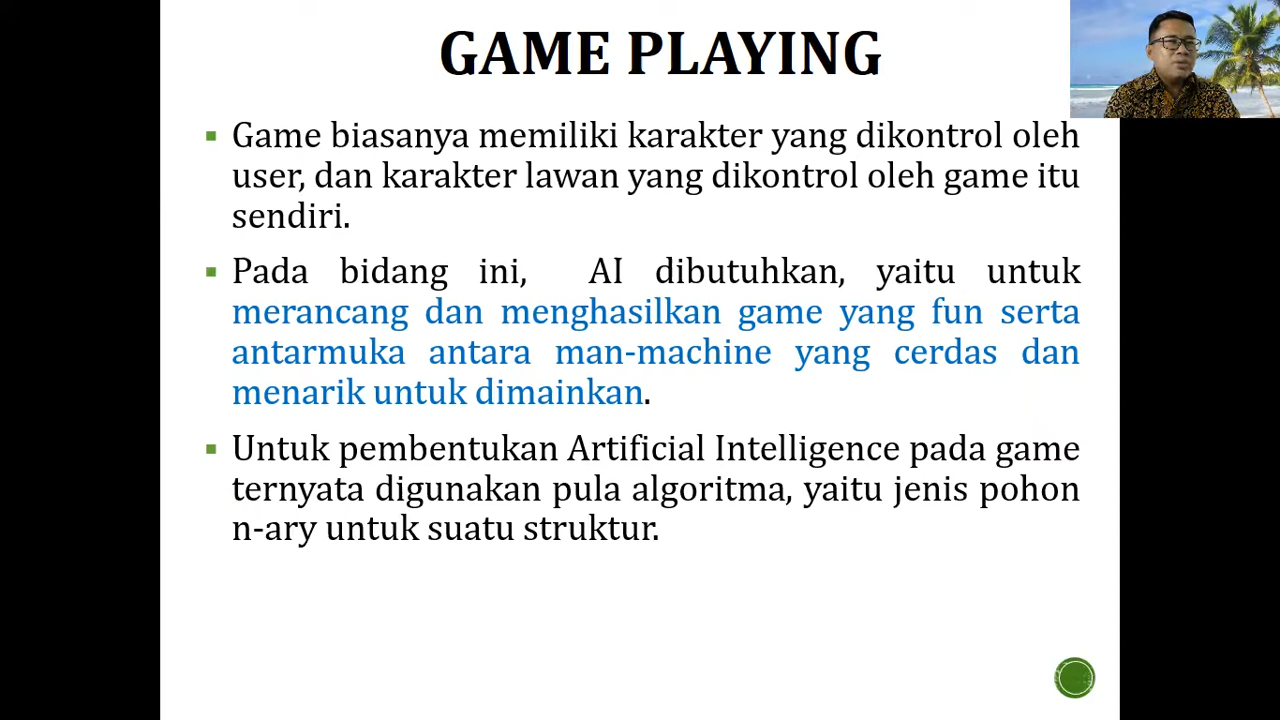 GAME PLAYING
Game biasanya memiliki karakter yang dikontrol oleh
user, dan karakter lawan yang dikontrol oleh game itu
sendiri.
Pada bidang ini, AI dibutuhkan, yaitu untuk
merancang dan menghasilkan game yang fun serta
antarmuka antara man-machine yang cerdas dan
menarik untuk dimainkan.
Untuk pembentukan Artificial Intelligence pada game
ternyata digunakan pula algoritma, yaitu jenis pohon
n-ary untuk suatu struktur.